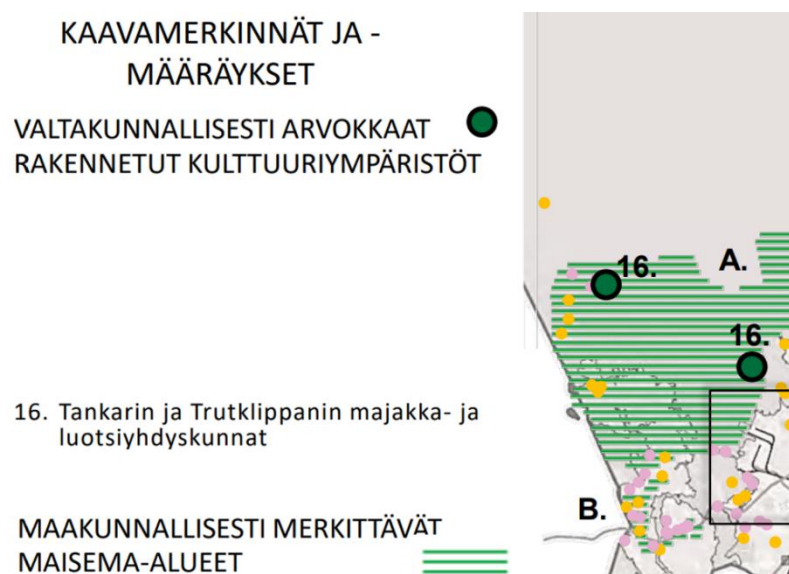 KAAVAMERKINNÄT JA -
MÄÄRÄYKSET
VALTAKUNNALLISESTI ARVOKKAAT
RAKENNETUT KULTTUURIYMPÄRISTÖT
16. Tankarin ja Trutklippanin majakka- ja
luotsiyhdyskunnat
MAAKUNNALLISESTI MERKITTÄVÄT
MAISEMA-ALUEET
16.
A.
16.
B.